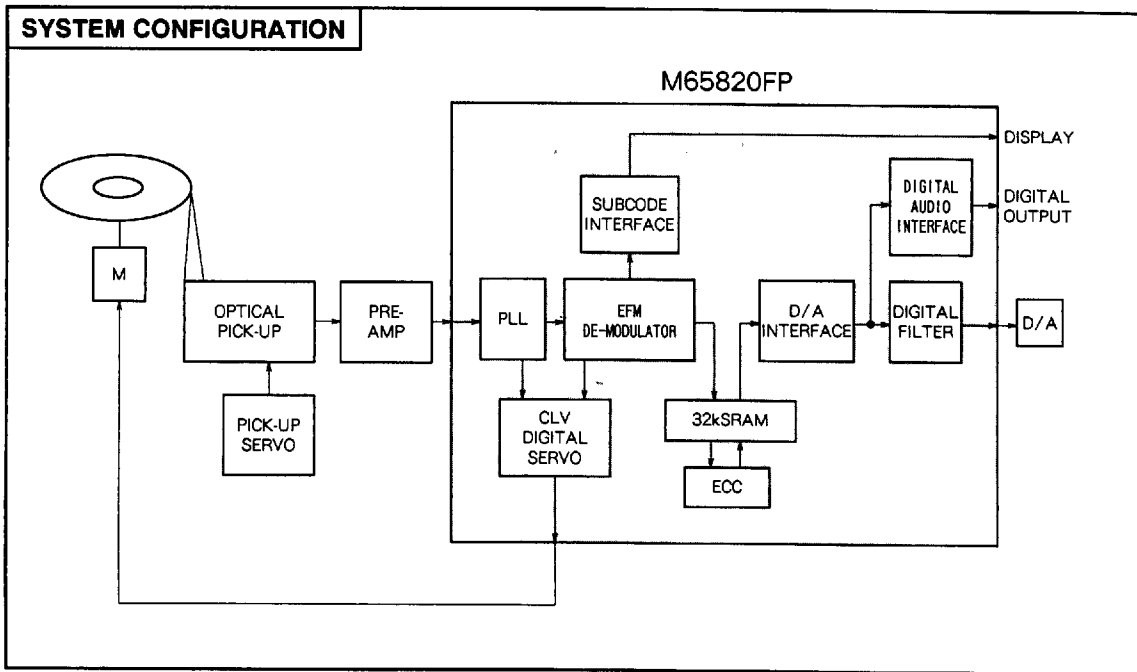 SYSTEM CONFIGURATION
M65820FP
DISPLAY
SUBCODE
INTERFACE
DIGITAL
AUDIO
INTERFACE
DIGITAL
OUTPUT
M
OPTICAL
PICK-UP
PRE-
AMP
PLL
EFM
DE-MODULATOR
D/A
INTERFACE
DIGITAL
FILTER
D/A
PICK-UP
SERVO
CLV
DIGITAL
SERVO
32kSRAM
ECC